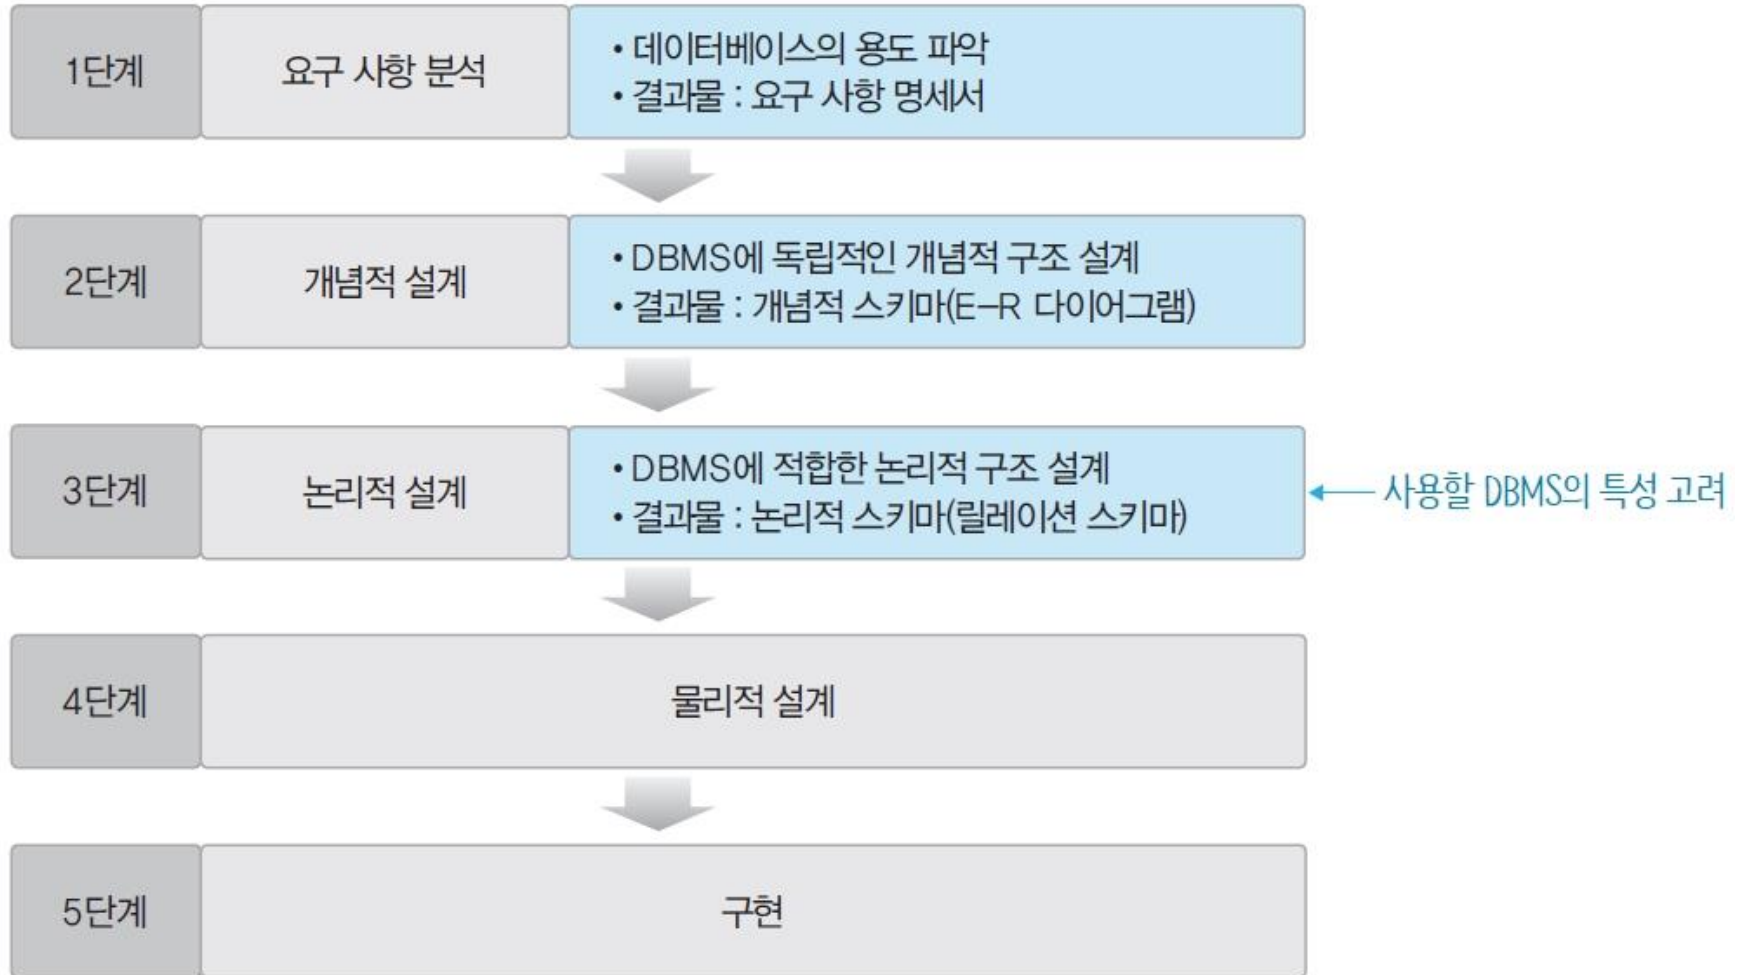 1단계
요구 사항 분석
• 데이터베이스의 용도 파악
• 결과물 : 요구 사항 명세서
2단계
개념적 설계
• DBMS에 독립적인 개념적 구조 설계
• 결과물 : 개념적 스키마(E-R 다이어그램)
3단계
논리적 설계
• DBMS에 적합한 논리적 구조 설계
• 결과물 : 논리적 스키마(릴레이션 스키마)
사용할 DBMS의 특성 고려
4단계
물리적 설계
5단계
구현